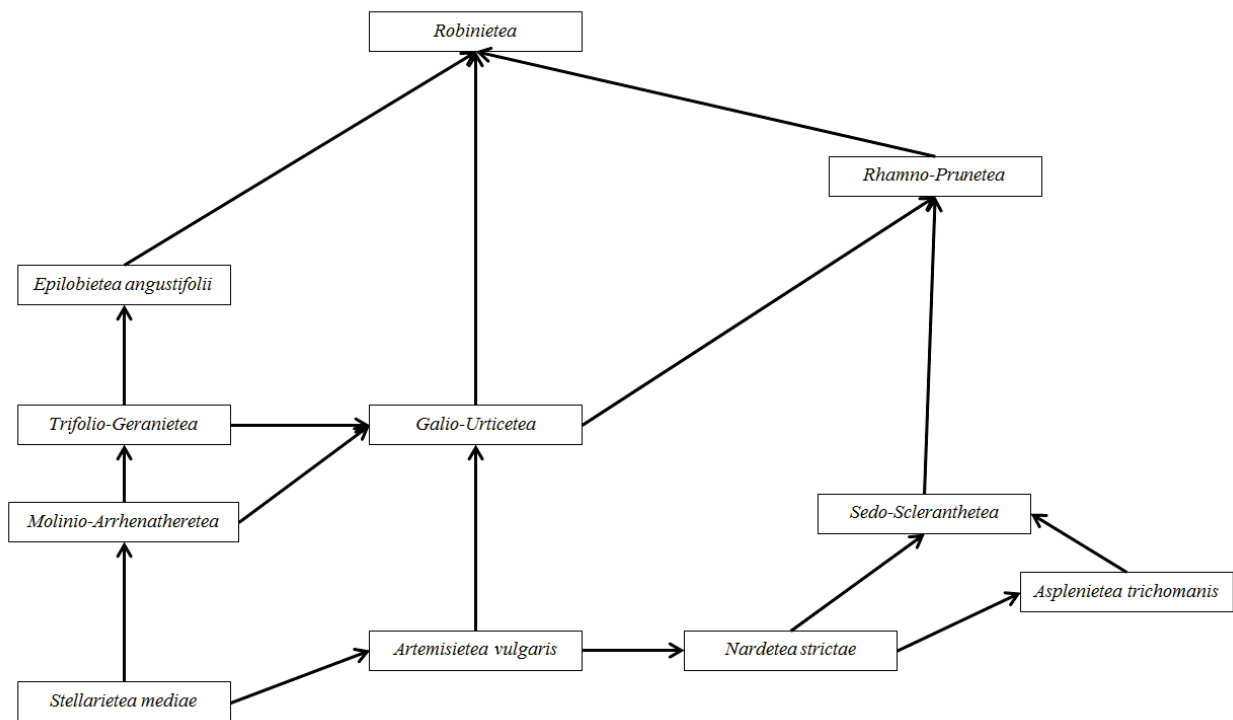 Robinietea
Rhamno-Prunetea
Epilobietea angustifolii
Trifolio-Geranietea
Galio-Urticetea
Molinio-Arrhenatheretea
Sedo-Scleranthetea
Asplenietea trichomanis
Artemisietea vulgaris
Nardetea strictae
Stellarietea mediae